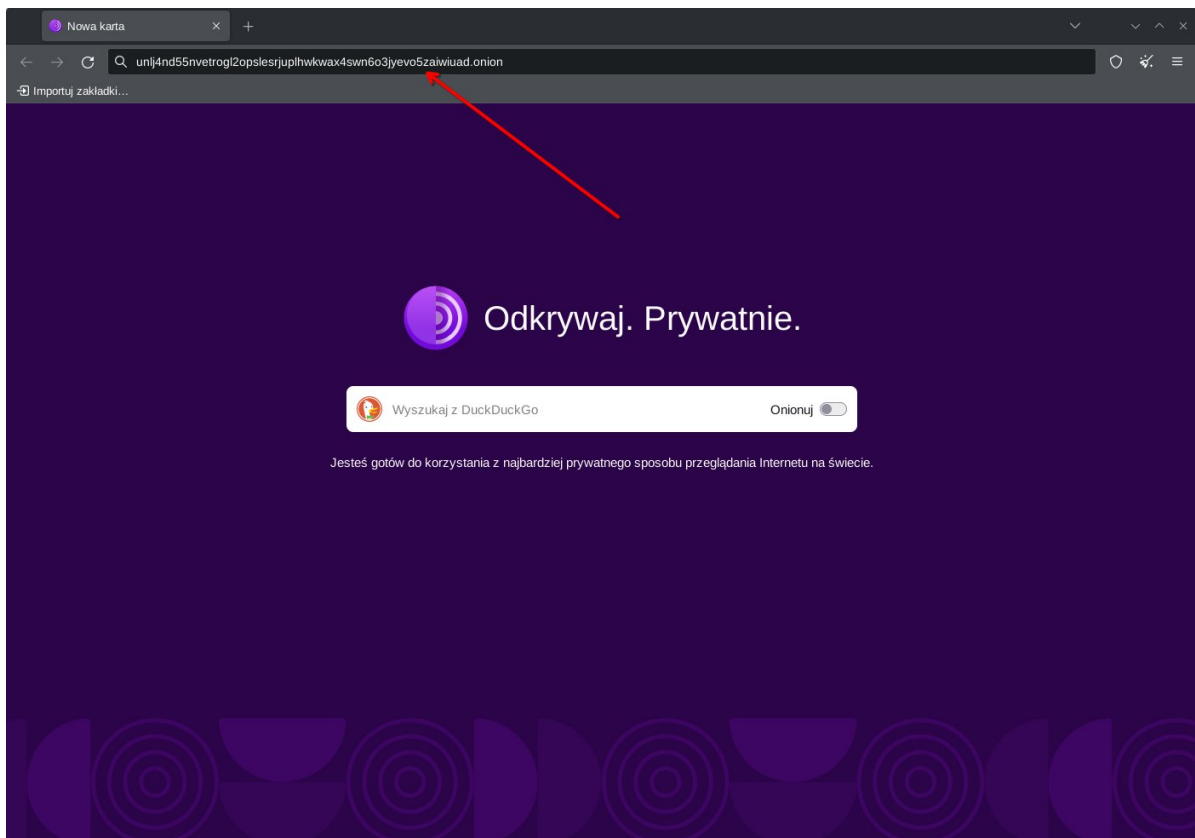 Nowa karta
unlj4nd55nvetrogl2opslesrjuplhwkwax4swn6o3jyevo5zaiwiuad.onion
Importuj zakładki...
Odkrywaj. Prywatnie.
Wyszukaj z DuckDuckGo Onionuj
Jesteś gotów do korzystania z najbardziej prywatnego sposobu przeglądania Internetu na świecie.